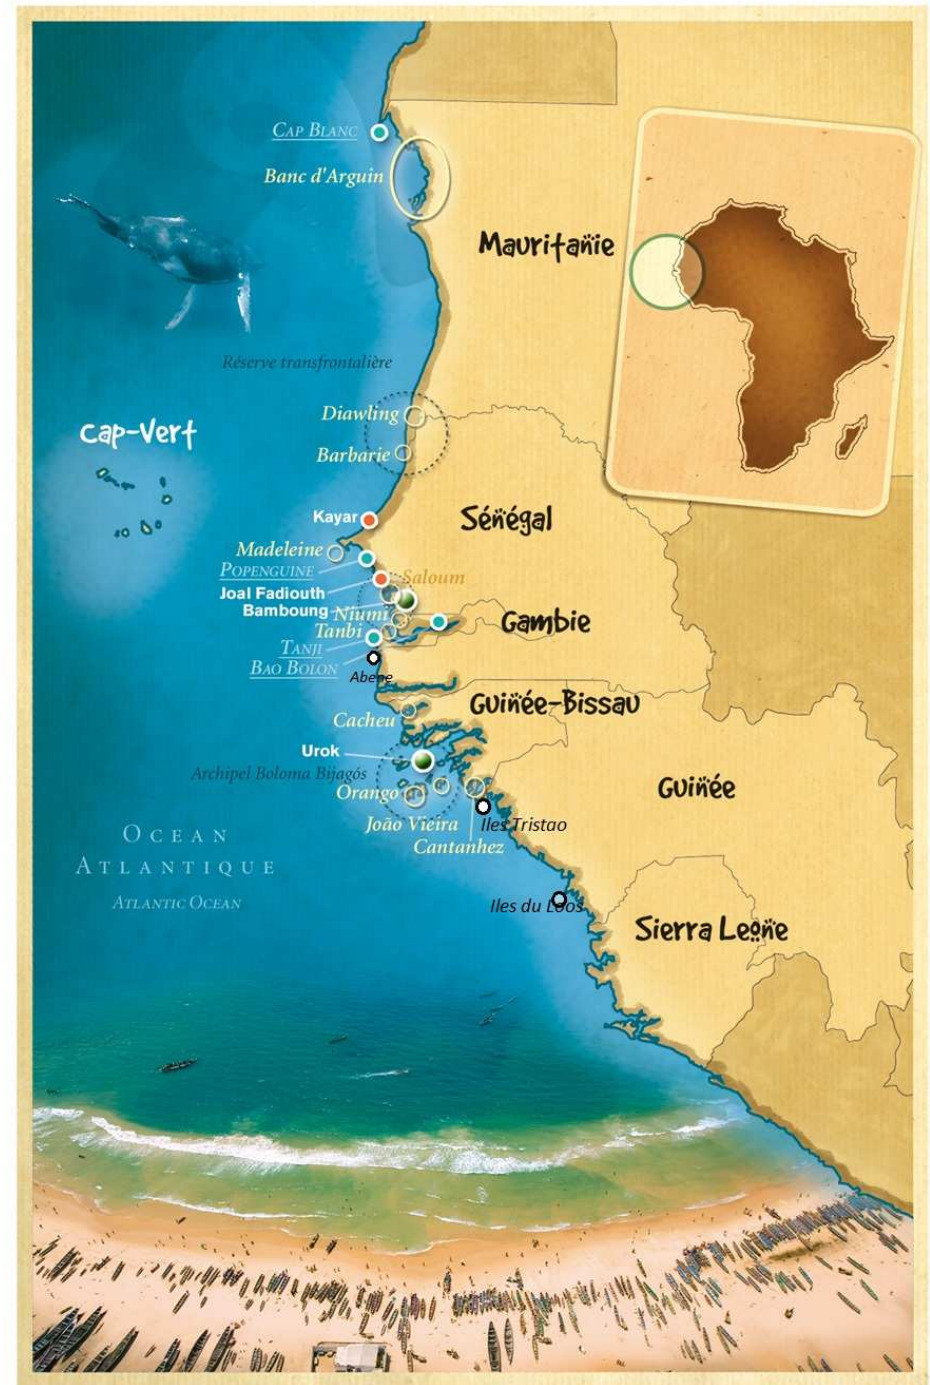 CAP BLANC
Banc d'Arguin
Mauritanie
Réserve transfrontalière
Diawling
Cap-Vert
Barbarie
Kayar
Sénégal
Madeleine
POPENGUINE
Saloum
Joal Fadiouth
Bamboung
Niumi
Gambie
Tanbi
TANJI
BAO BOLON
Abene
Guinée-Bissau
Cacheu
Urok
Archipel Boloma Bijagós
Guinée
Orango
João Vieira
Iles Tristao
Cantanhez
OCEAN
ATLANTIQUE
ATLANTIC OCEAN
Iles du Loos
Sierra Leone